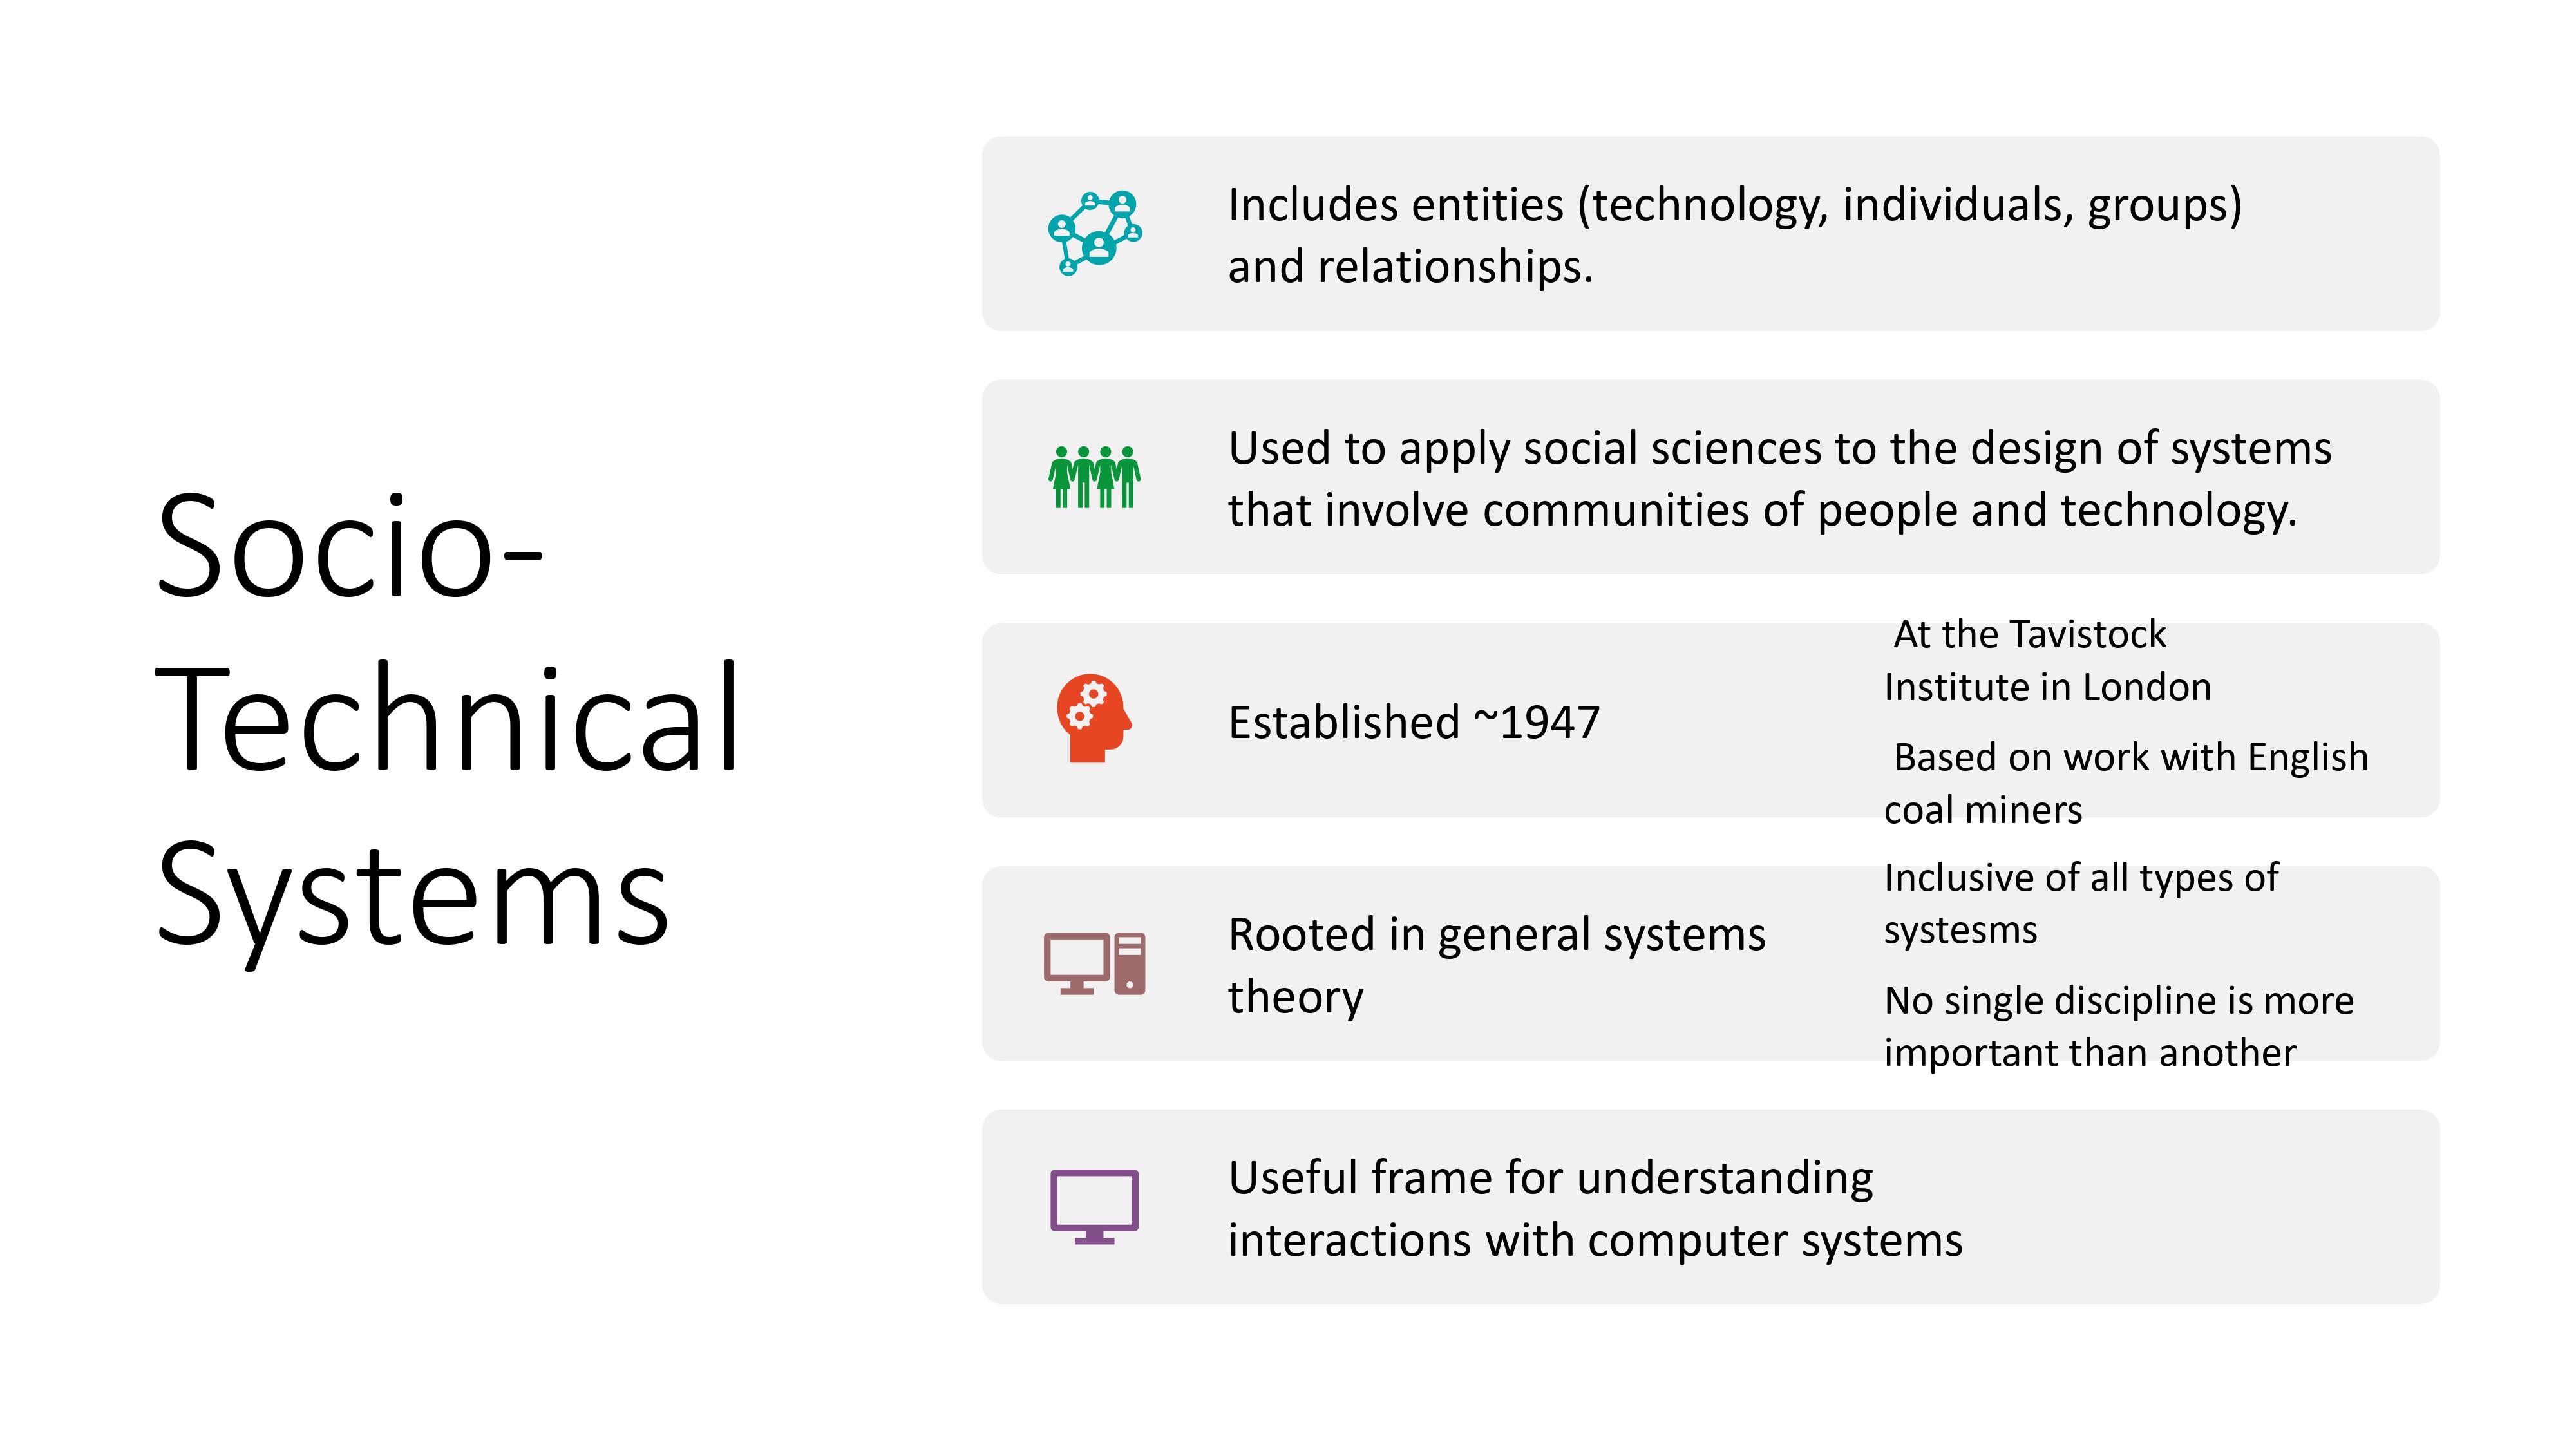 Socio-
Technical
Systems
Includes entities (technology, individuals, groups)
and relationships.
Used to apply social sciences to the design of systems
that involve communities of people and technology.
Established ~1947
At the Tavistock
Institute in London
Based on work with English
coal miners
Rooted in general systems
theory
Inclusive of all types of
systesms
No single discipline is more
important than another
Useful frame for understanding
interactions with computer systems